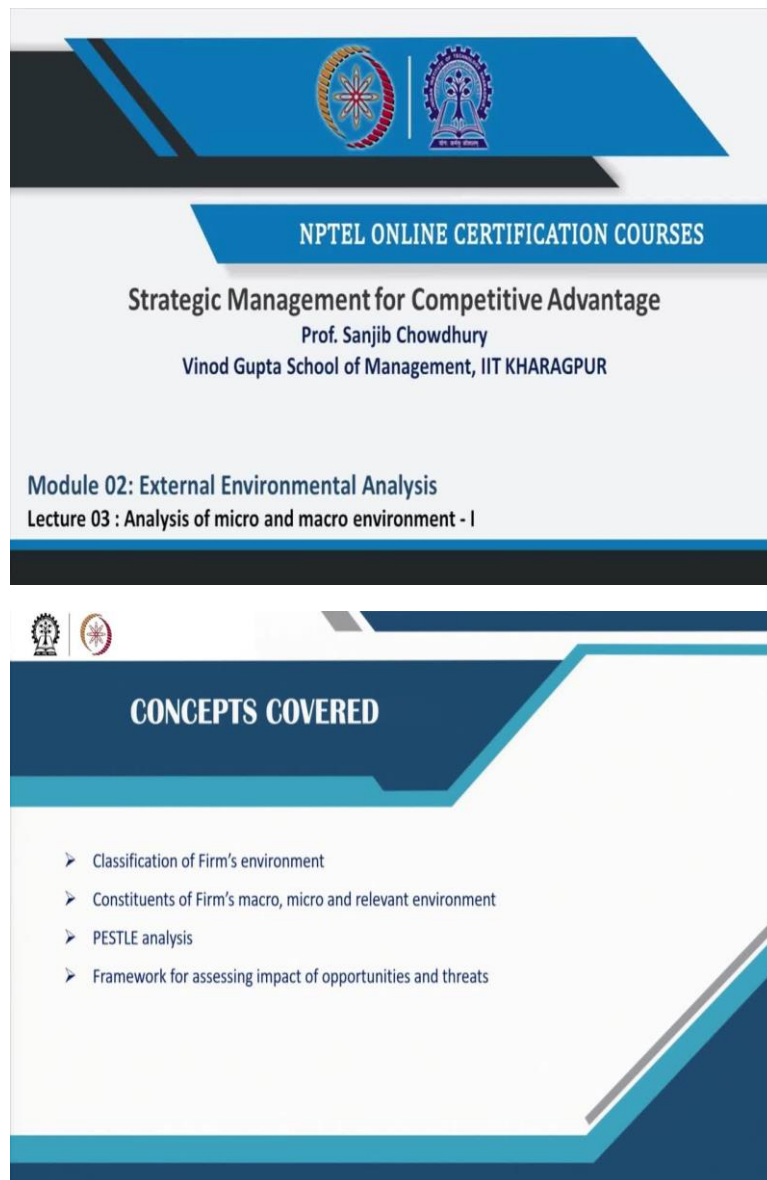 NPTEL ONLINE CERTIFICATION COURSES
Strategic Management for Competitive Advantage
Prof. Sanjib Chowdhury
Vinod Gupta School of Management, IIT KHARAGPUR
Module 02: External Environmental Analysis
Lecture 03 : Analysis of micro and macro environment - I
CONCEPTS COVERED
➢ Classification of Firm's environment
➢ Constituents of Firm's macro, micro and relevant environment
➢ PESTLE analysis
➢ Framework for assessing impact of opportunities and threats